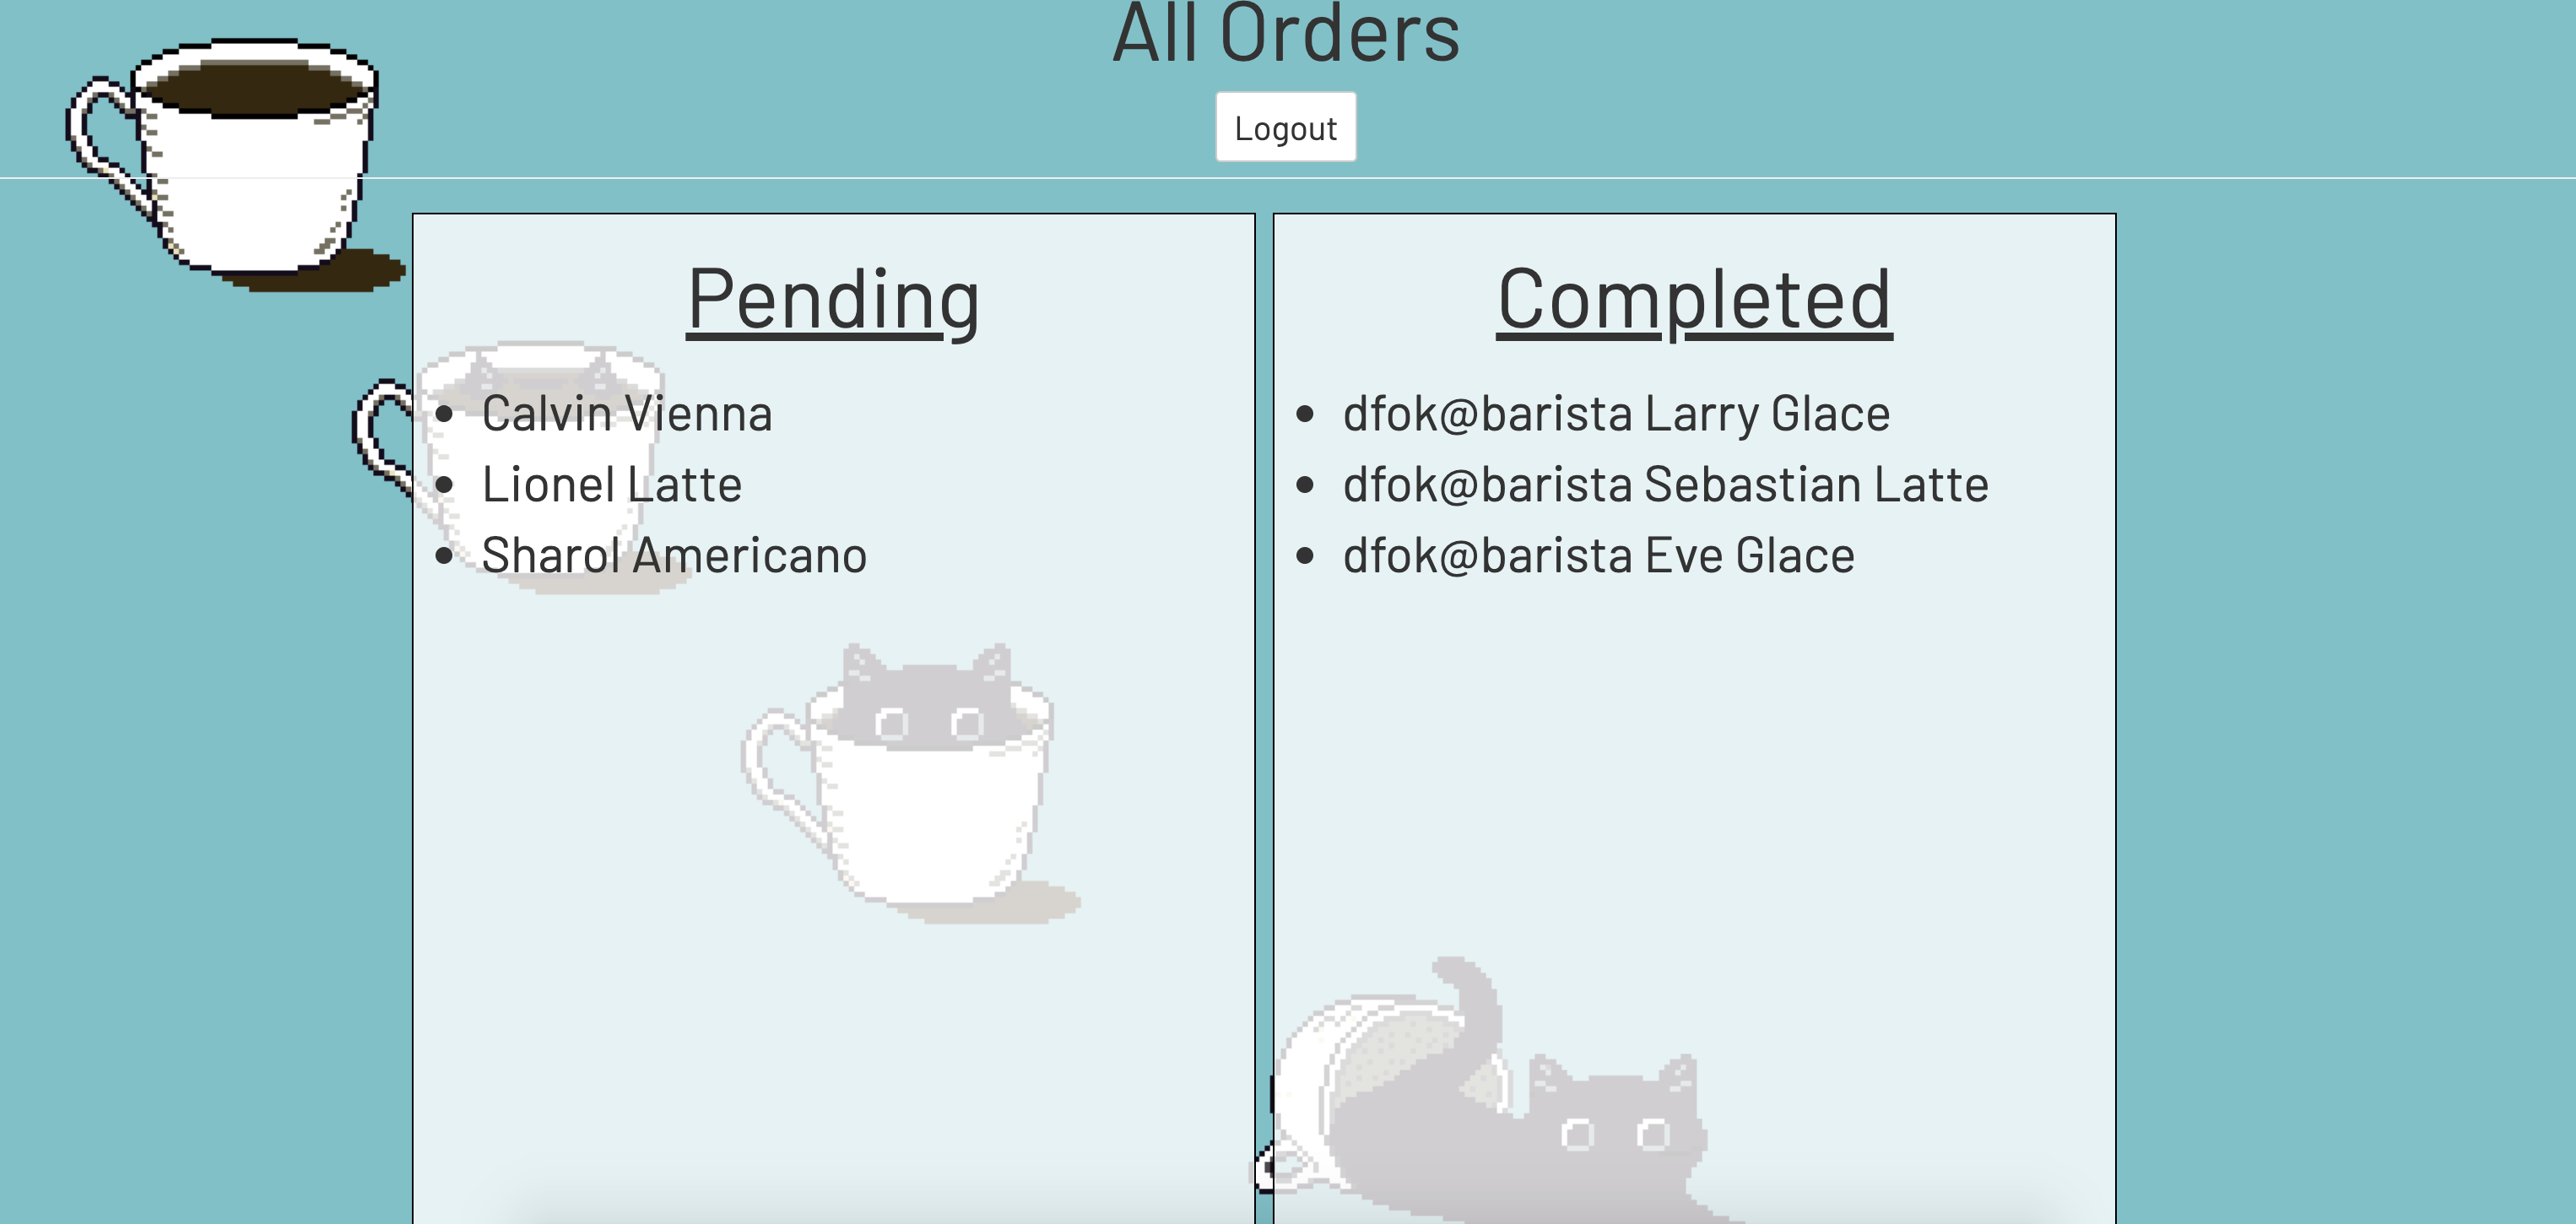 All Orders
Logout
Pending
Calvin Vienna
Lionel Latte
Sharol Americano
Completed
dfok@barista Larry Glace
dfok@barista Sebastian Latte
dfok@barista Eve Glace